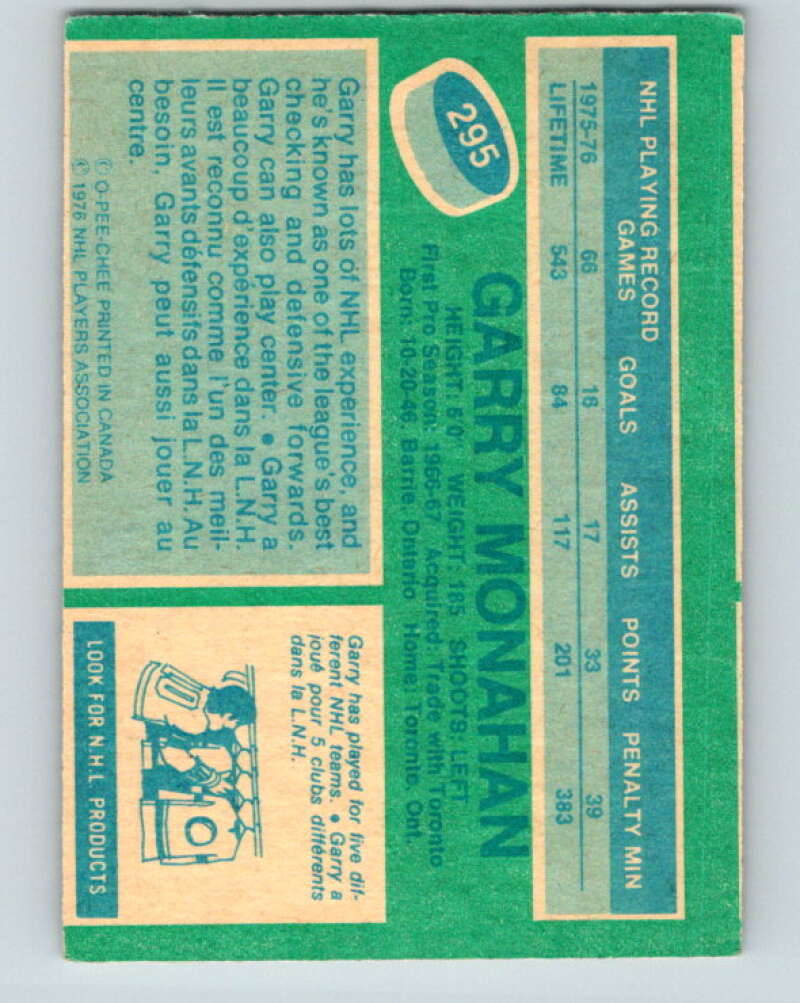 NHL PLAYING RECORD
GAMES GOALS ASSISTS POINTS PENALTY MIN
1975-76 66 16 17 33 39
LIFETIME 543 84 117 201 383
295
GARRY MONAHAN
HEIGHT: 6'0" WEIGHT: 185 SHOOTS: LEFT
First Pro Season: 1966-67 Acquired: Trade with Toronto
Born: 10-20-46 Barrie, Ontario Home: Toronto, Ont.
Garry has lots of NHL experience, and
he's known as one of the league's best
checking and defensive forwards.
Garry can also play center. • Garry a
beaucoup d'expérience dans la L.N.H.
Il est reconnu comme l'un des meil-
leurs avants défensifs dans la L.N.H. Au
besoin, Garry peut aussi jouer au
centre.
© O-PEE-CHEE PRINTED IN CANADA
© 1976 NHL PLAYERS ASSOCIATION
Garry has played for five dif-
ferent NHL teams. • Garry a
joué pour 5 clubs différents
dans la L.N.H.
LOOK FOR N.H.L. PRODUCTS